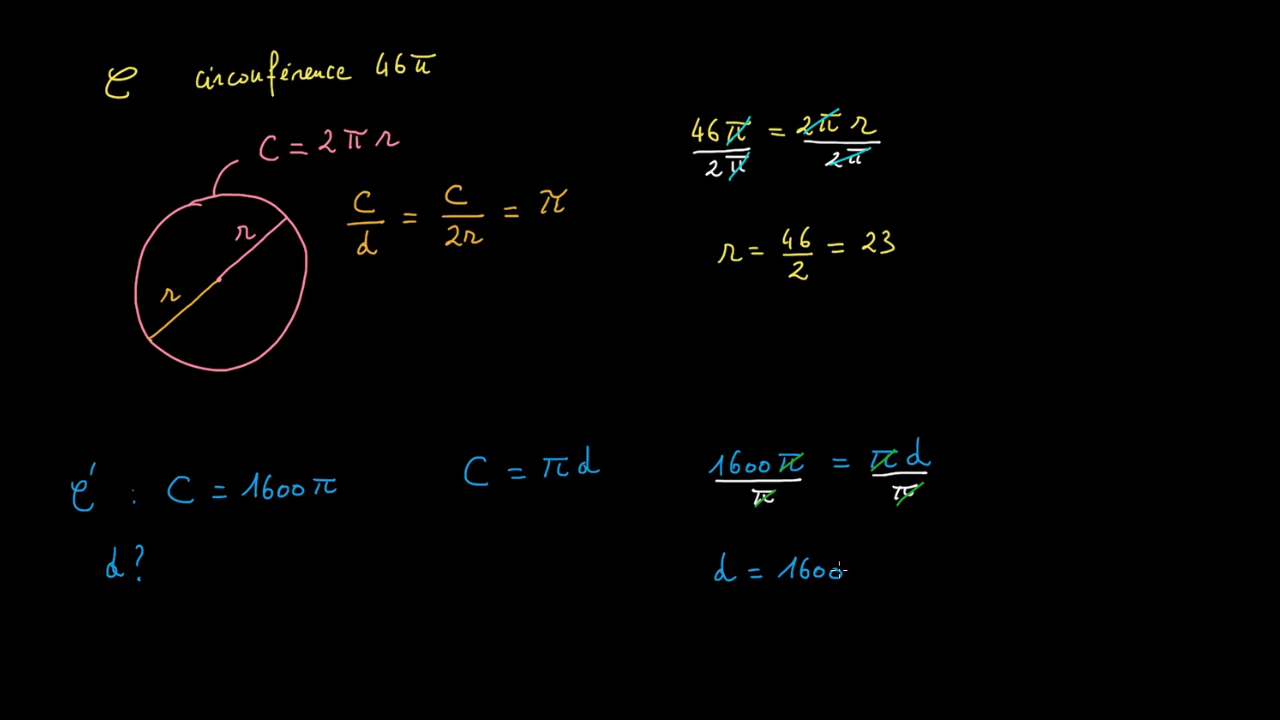 𝒞 circonférence 46π
C = 2πr
r
r
C/d = C/2r = π
46π/2π = 2πr/2π
r = 46/2 = 23
𝒞' : C = 1600π
d?
C = πd
1600π/π = πd/π
d = 1600